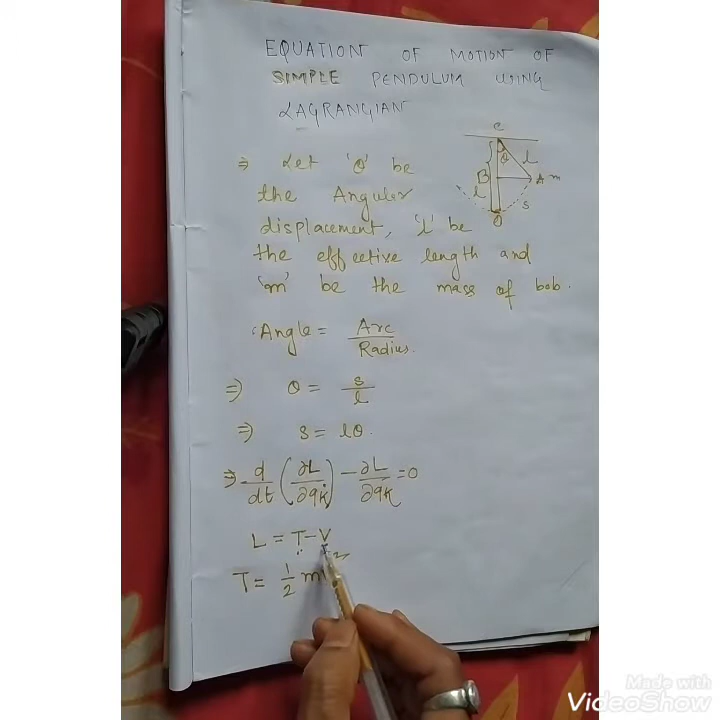 EQUATION OF MOTION OF
SIMPLE PENDULUM USING
LAGRANGIAN
C
θ l
B A m
l s
O
⇒ Let 'θ' be
the Angular
displacement, 'l' be
the effective length and
'm' be the mass of bob.
Angle = Arc / Radius.
⇒ θ = s / l
⇒ s = lθ.
⇒ d/dt (∂L/∂q̇k) − ∂L/∂qk = 0
L = T − V
T = 1/2 m
Made with
VideoShow